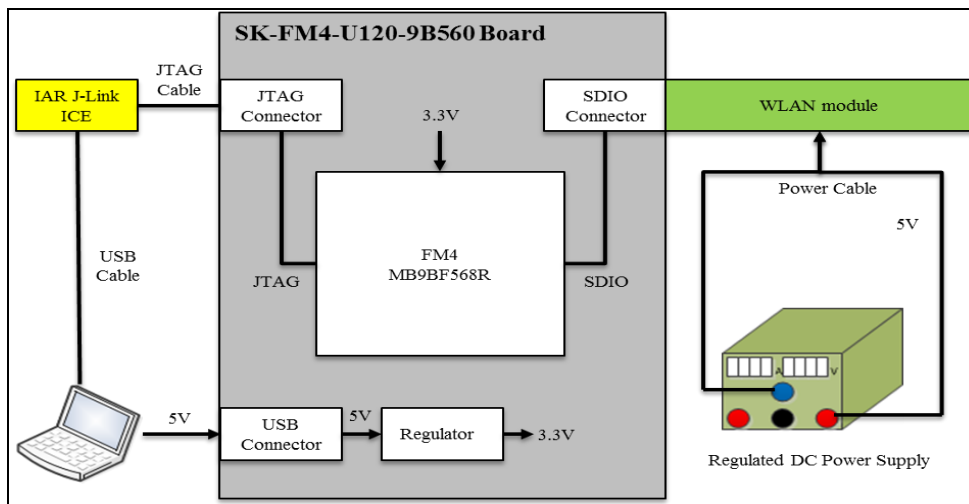 SK-FM4-U120-9B560 Board
JTAG
Cable
IAR J-Link
ICE
JTAG
Connector
3.3V
SDIO
Connector
WLAN module
Power Cable
5V
USB
Cable
FM4
MB9BF568R
JTAG
SDIO
A
V
5V
USB
Connector
5V
Regulator
3.3V
Regulated DC Power Supply